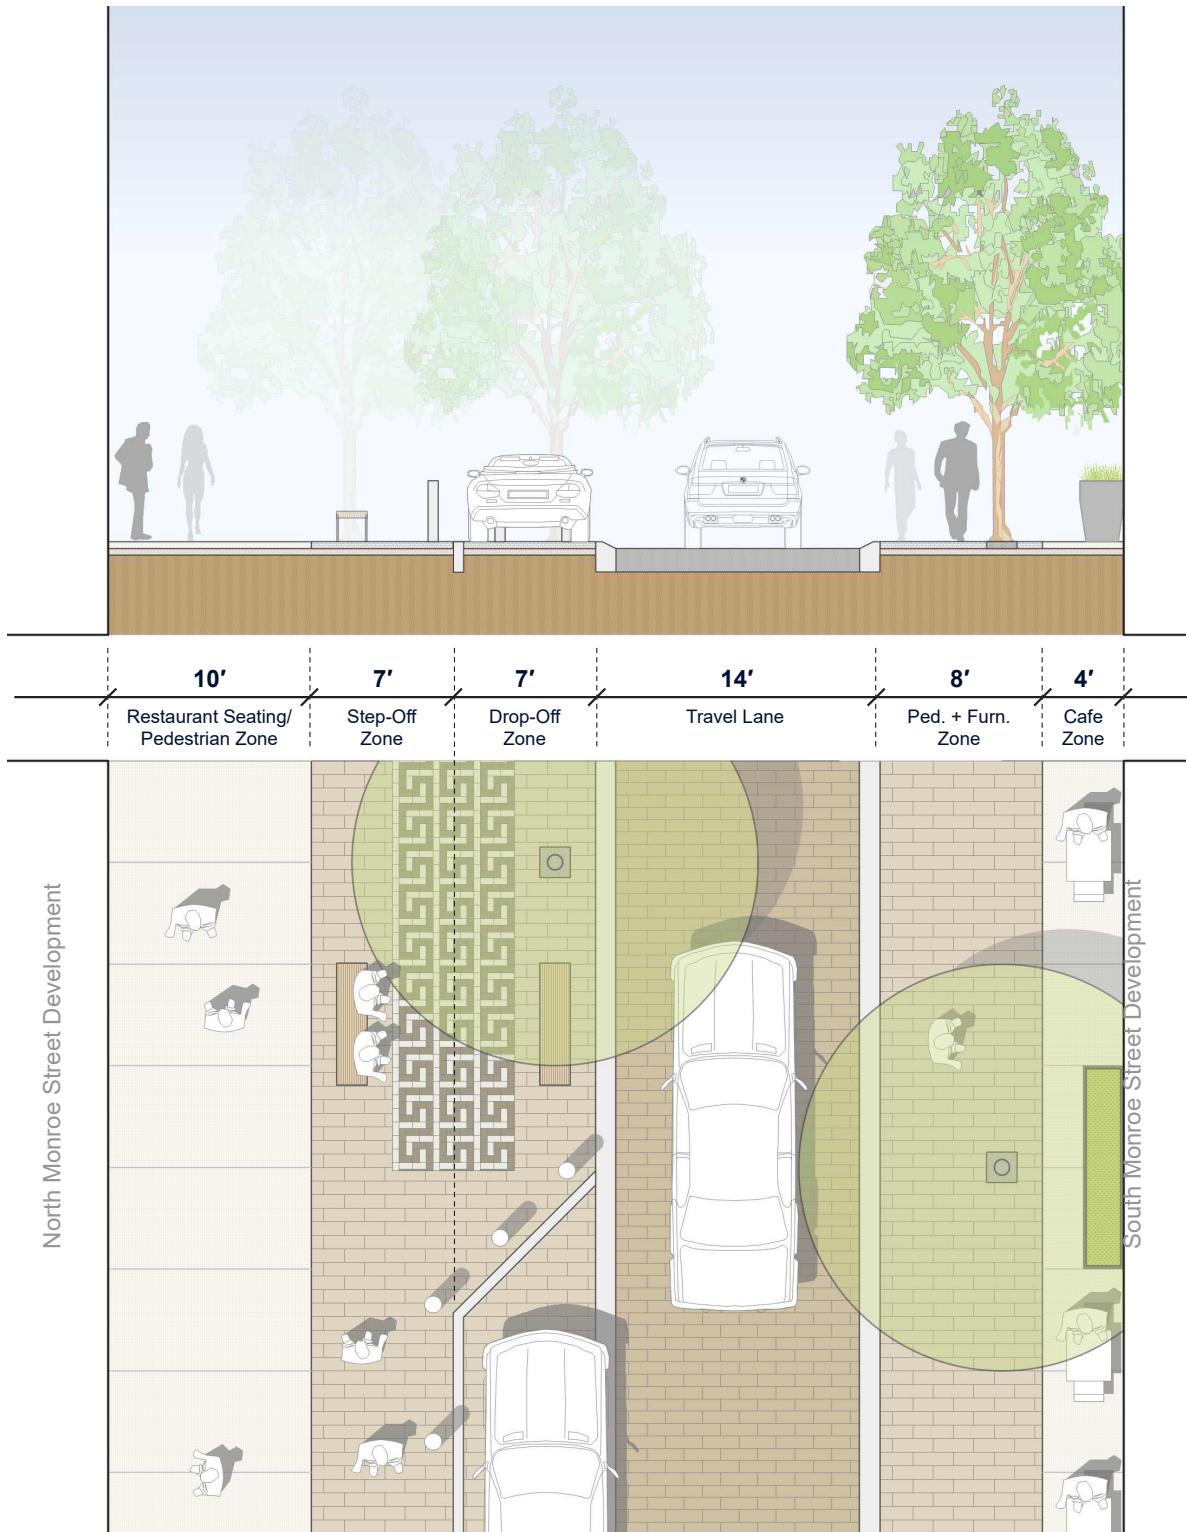 10′
7′
7′
14′
8′
4′
Restaurant Seating/
Pedestrian Zone
Step-Off
Zone
Drop-Off
Zone
Travel Lane
Ped. + Furn.
Zone
Cafe
Zone
North Monroe Street Development
South Monroe Street Development